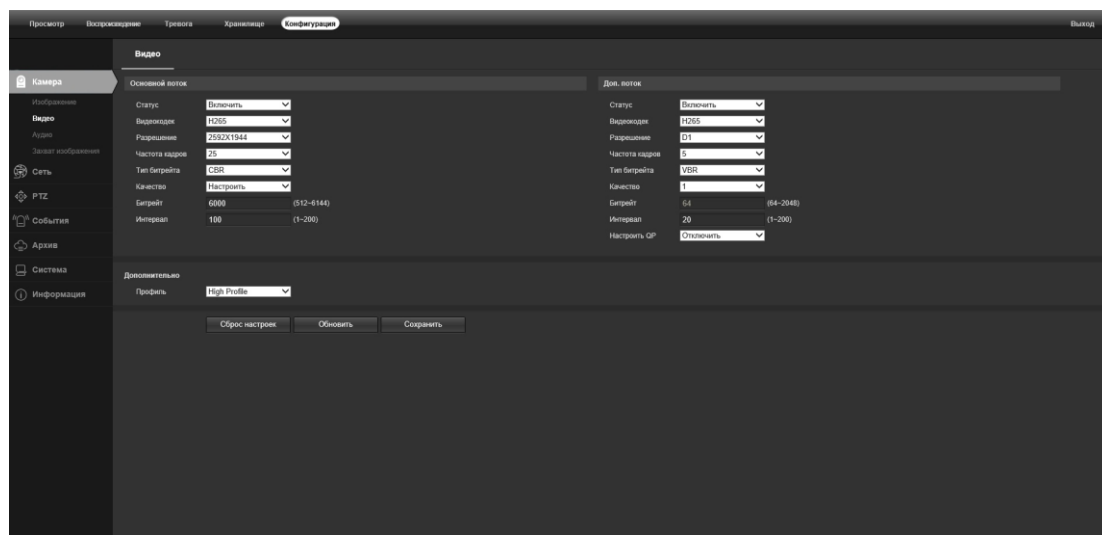 Просмотр Воспроизведение Тревога Хранилище Конфигурация Выход
Видео
Камера
Изображение
Видео
Аудио
Захват изображения
Сеть
PTZ
События
Архив
Система
Информация
Основной поток
Статус Включить
Видеокодек H265
Разрешение 2592X1944
Частота кадров 25
Тип битрейта CBR
Качество Настроить
Битрейт 6000 (512~6144)
Интервал 100 (1~200)
Доп. поток
Статус Включить
Видеокодек H265
Разрешение D1
Частота кадров 5
Тип битрейта VBR
Качество 1
Битрейт 64 (64~2048)
Интервал 20 (1~200)
Настроить QP Отключить
Дополнительно
Профиль High Profile
Сброс настроек Обновить Сохранить